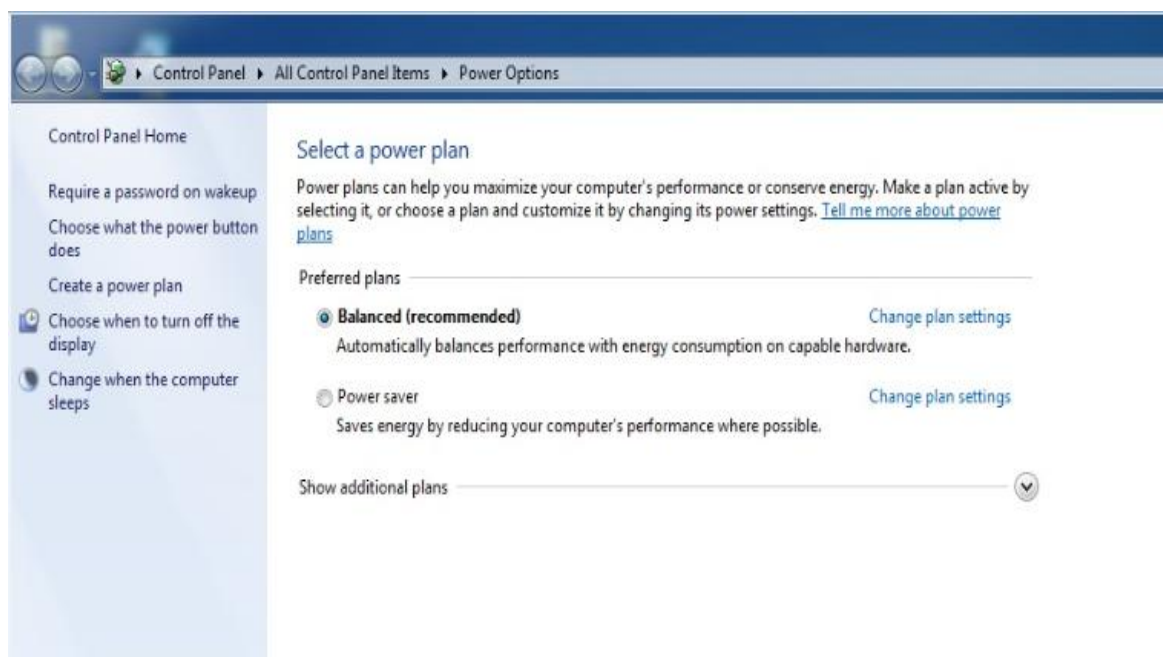 Control Panel ▸ All Control Panel Items ▸ Power Options
Control Panel Home
Require a password on wakeup
Choose what the power button
does
Create a power plan
Choose when to turn off the
display
Change when the computer
sleeps
Select a power plan
Power plans can help you maximize your computer's performance or conserve energy. Make a plan active by
selecting it, or choose a plan and customize it by changing its power settings. Tell me more about power
plans
Preferred plans
Balanced (recommended) Change plan settings
Automatically balances performance with energy consumption on capable hardware.
Power saver Change plan settings
Saves energy by reducing your computer's performance where possible.
Show additional plans